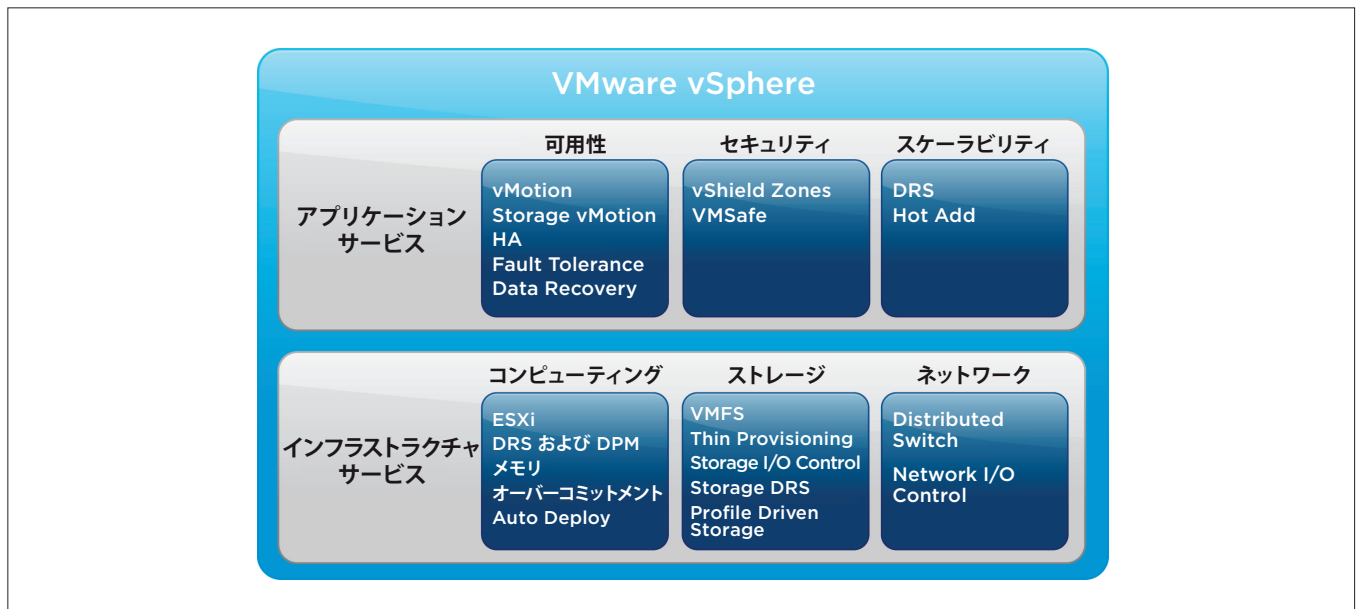 VMware vSphere
アプリケーション
サービス
可用性
vMotion
Storage vMotion
HA
Fault Tolerance
Data Recovery
セキュリティ
vShield Zones
VMSafe
スケーラビリティ
DRS
Hot Add
インフラストラクチャ
サービス
コンピューティング
ESXi
DRS および DPM
メモリ
オーバーコミットメント
Auto Deploy
ストレージ
VMFS
Thin Provisioning
Storage I/O Control
Storage DRS
Profile Driven
Storage
ネットワーク
Distributed
Switch
Network I/O
Control